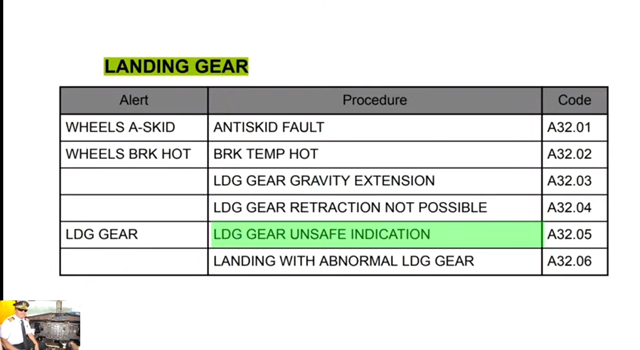 LANDING GEAR
Alert Procedure Code
WHEELS A-SKID ANTISKID FAULT A32.01
WHEELS BRK HOT BRK TEMP HOT A32.02
LDG GEAR GRAVITY EXTENSION A32.03
LDG GEAR RETRACTION NOT POSSIBLE A32.04
LDG GEAR LDG GEAR UNSAFE INDICATION A32.05
LANDING WITH ABNORMAL LDG GEAR A32.06